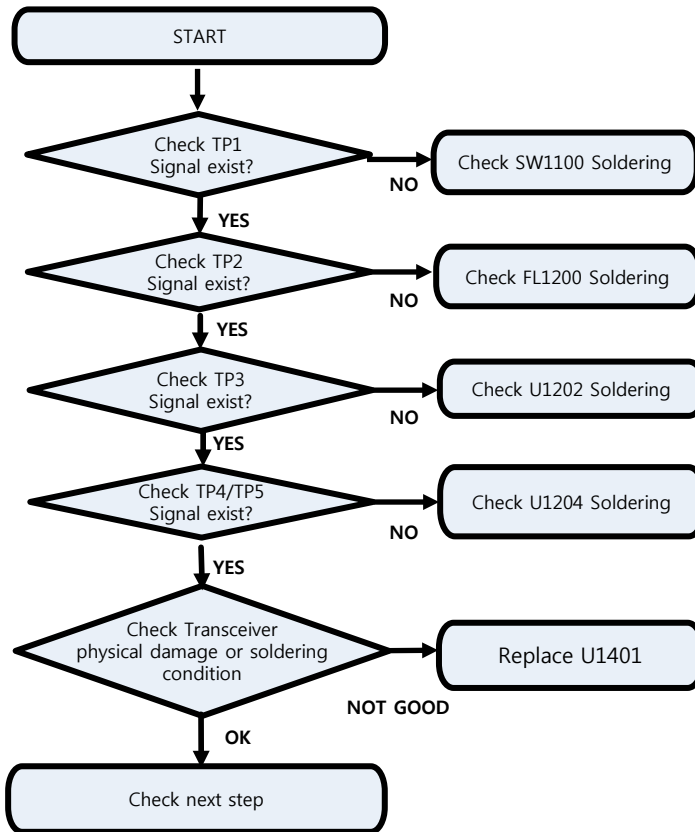 START
Check TP1
Signal exist?
Check SW1100 Soldering
NO
YES
Check TP2
Signal exist?
Check FL1200 Soldering
NO
YES
Check TP3
Signal exist?
Check U1202 Soldering
NO
YES
Check TP4/TP5
Signal exist?
Check U1204 Soldering
NO
YES
Check Transceiver
physical damage or soldering
condition
Replace U1401
NOT GOOD
OK
Check next step